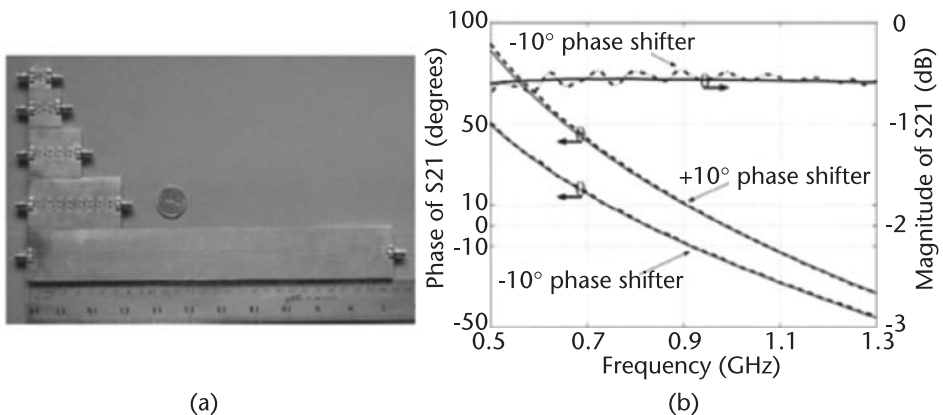 100
50
10
0
-10
-50
Phase of S21 (degrees)
-10° phase shifter
+10° phase shifter
-10° phase shifter
0
-1
-2
-3
Magnitude of S21 (dB)
0.5
0.7
0.9
1.1
1.3
Frequency (GHz)
(a)
(b)